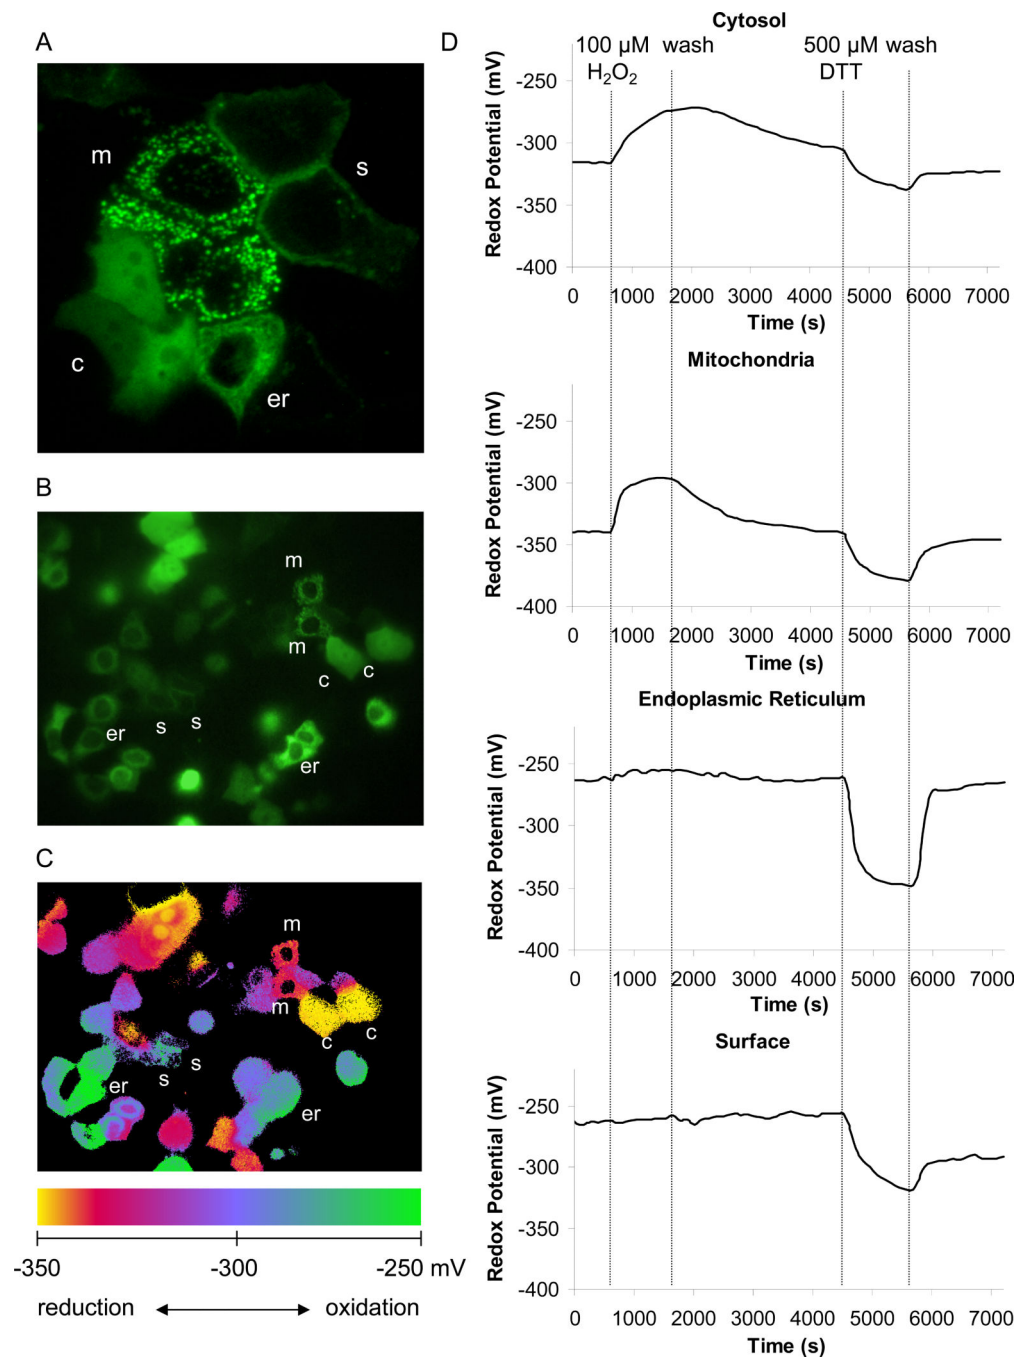 A
m
s
c
er
B
m
m
c
c
er
s
s
er
C
m
m
c
c
er
s
s
er
-350
-300
-250 mV
reduction
oxidation
D
Cytosol
100 µM wash
H₂O₂
500 µM wash
DTT
Redox Potential (mV)
-250
-300
-350
-400
0 1000 2000 3000 4000 5000 6000 7000
Time (s)
Mitochondria
Redox Potential (mV)
-250
-300
-350
-400
0 1000 2000 3000 4000 5000 6000 7000
Time (s)
Endoplasmic Reticulum
Redox Potential (mV)
-250
-300
-350
-400
0 1000 2000 3000 4000 5000 6000 7000
Time (s)
Surface
Redox Potential (mV)
-250
-300
-350
-400
0 1000 2000 3000 4000 5000 6000 7000
Time (s)